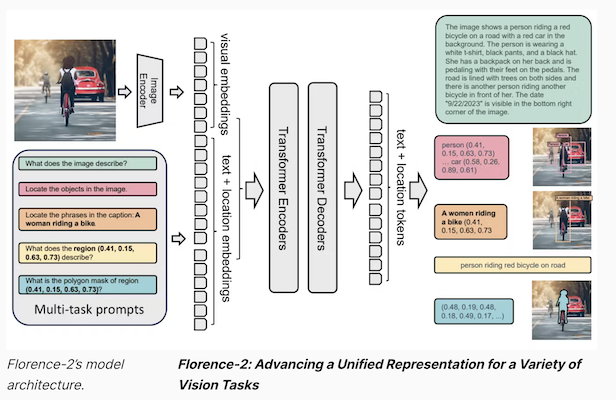 Image
Encoder
visual embeddings
text + location embeddings
Transformer Encoders
Transformer Decoders
text + location tokens
What does the image describe?
Locate the objects in the image.
Locate the phrases in the caption: A
woman riding a bike.
What does the region (0.41, 0.15,
0.63, 0.73) describe?
What is the polygon mask of region
(0.41, 0.15, 0.63, 0.73)?
Multi-task prompts
The image shows a person riding a red
bicycle on a road with a red car in the
background. The person is wearing a
white t-shirt, black pants, and a black hat.
She has a backpack on her back and is
pedaling with their feet on the pedals. The
road is lined with trees on both sides and
there is another person riding another
bicycle in front of her. The date
"9/22/2023" is visible in the bottom right
corner of the image.
person (0.41,
0.15, 0.63, 0.73)
... car (0.58, 0.26,
0.89, 0.61)
A women riding
a bike (0.41,
0.15, 0.63, 0.73
person riding red bicycle on road
(0.48, 0.19, 0.48,
0.18, 0.49, 0.17, ...)
Florence-2's model
architecture.
Florence-2: Advancing a Unified Representation for a Variety of
Vision Tasks